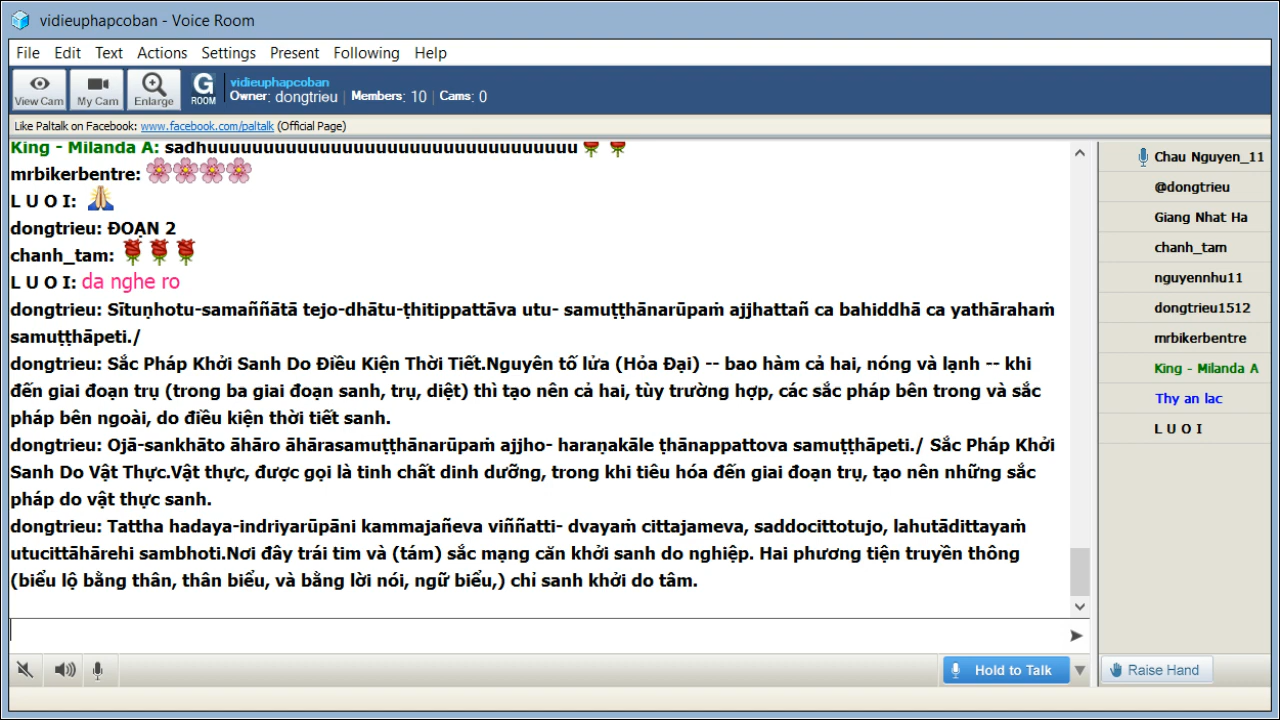 vidieuphapcoban - Voice Room
File Edit Text Actions Settings Present Following Help
View Cam My Cam Enlarge G ROOM
vidieuphapcoban
Owner: dongtrieu | Members: 10 | Cams: 0
Like Paltalk on Facebook: www.facebook.com/paltalk (Official Page)
King - Milanda A: sadhuuuuuuuuuuuuuuuuuuuuuuuuuuuuuuuuu
mrbikerbentre:
L U O I:
dongtrieu: ĐOẠN 2
chanh_tam:
L U O I: da nghe ro
dongtrieu: Sītuṇhotu-samaññātā tejo-dhātu-ṭhitippattāva utu- samuṭṭhānarūpaṁ ajjhattañ ca bahiddhā ca yathārahaṁ
samuṭṭhāpeti./
dongtrieu: Sắc Pháp Khởi Sanh Do Điều Kiện Thời Tiết.Nguyên tố lửa (Hỏa Đại) -- bao hàm cả hai, nóng và lạnh -- khi
đến giai đoạn trụ (trong ba giai đoạn sanh, trụ, diệt) thì tạo nên cả hai, tùy trường hợp, các sắc pháp bên trong và sắc
pháp bên ngoài, do điều kiện thời tiết sanh.
dongtrieu: Ojā-sankhāto āhāro āhārasamuṭṭhānarūpaṁ ajjho- haraṇakāle ṭhānappattova samuṭṭhāpeti./ Sắc Pháp Khởi
Sanh Do Vật Thực.Vật thực, được gọi là tinh chất dinh dưỡng, trong khi tiêu hóa đến giai đoạn trụ, tạo nên những sắc
pháp do vật thực sanh.
dongtrieu: Tattha hadaya-indriyarūpāni kammajañeva viññatti- dvayaṁ cittajameva, saddocittotujo, lahutādittayaṁ
utucittāhārehi sambhoti.Nơi đây trái tim và (tám) sắc mạng căn khởi sanh do nghiệp. Hai phương tiện truyền thông
(biểu lộ bằng thân, thân biểu, và bằng lời nói, ngữ biểu,) chỉ sanh khởi do tâm.
Chau Nguyen_11
@dongtrieu
Giang Nhat Ha
chanh_tam
nguyennhu11
dongtrieu1512
mrbikerbentre
King - Milanda A
Thy an lac
L U O I
Hold to Talk
Raise Hand